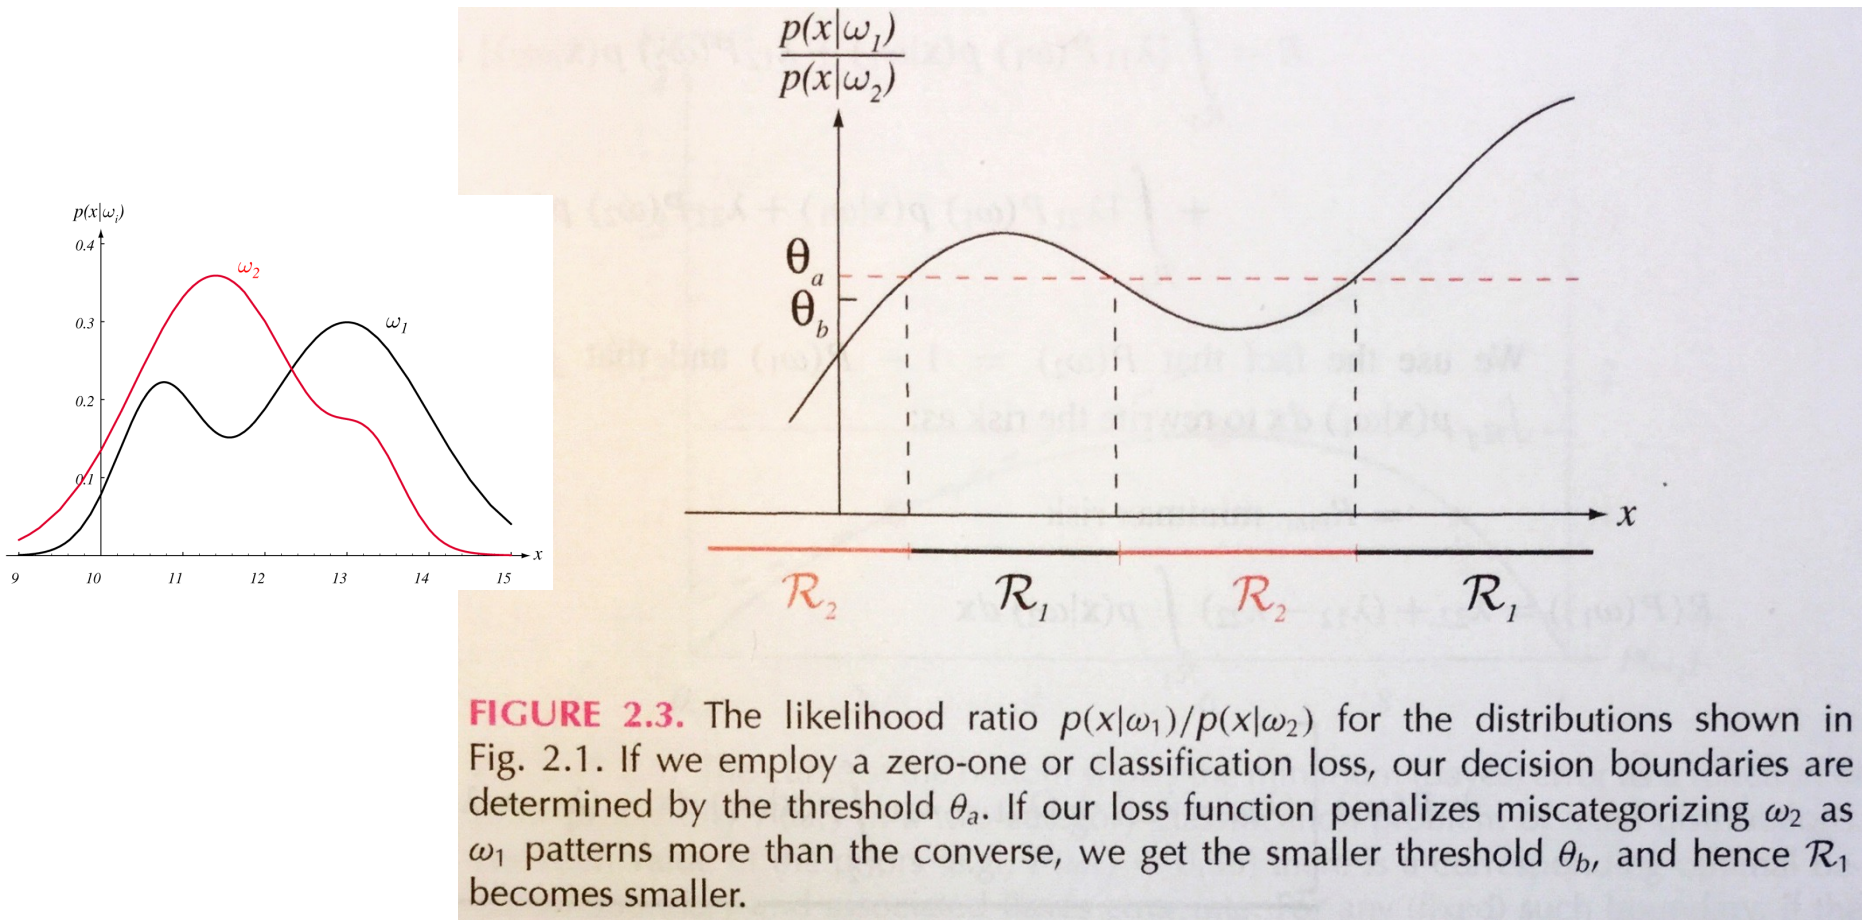 p(x|ωi)
0.4
0.3
0.2
0.1
ω2
ω1
x
9 10 11 12 13 14 15
p(x|ω1)
p(x|ω2)
θa
θb
x
R2 R1 R2 R1
FIGURE 2.3. The likelihood ratio p(x|ω1)/p(x|ω2) for the distributions shown in
Fig. 2.1. If we employ a zero-one or classification loss, our decision boundaries are
determined by the threshold θa. If our loss function penalizes miscategorizing ω2 as
ω1 patterns more than the converse, we get the smaller threshold θb, and hence R1
becomes smaller.